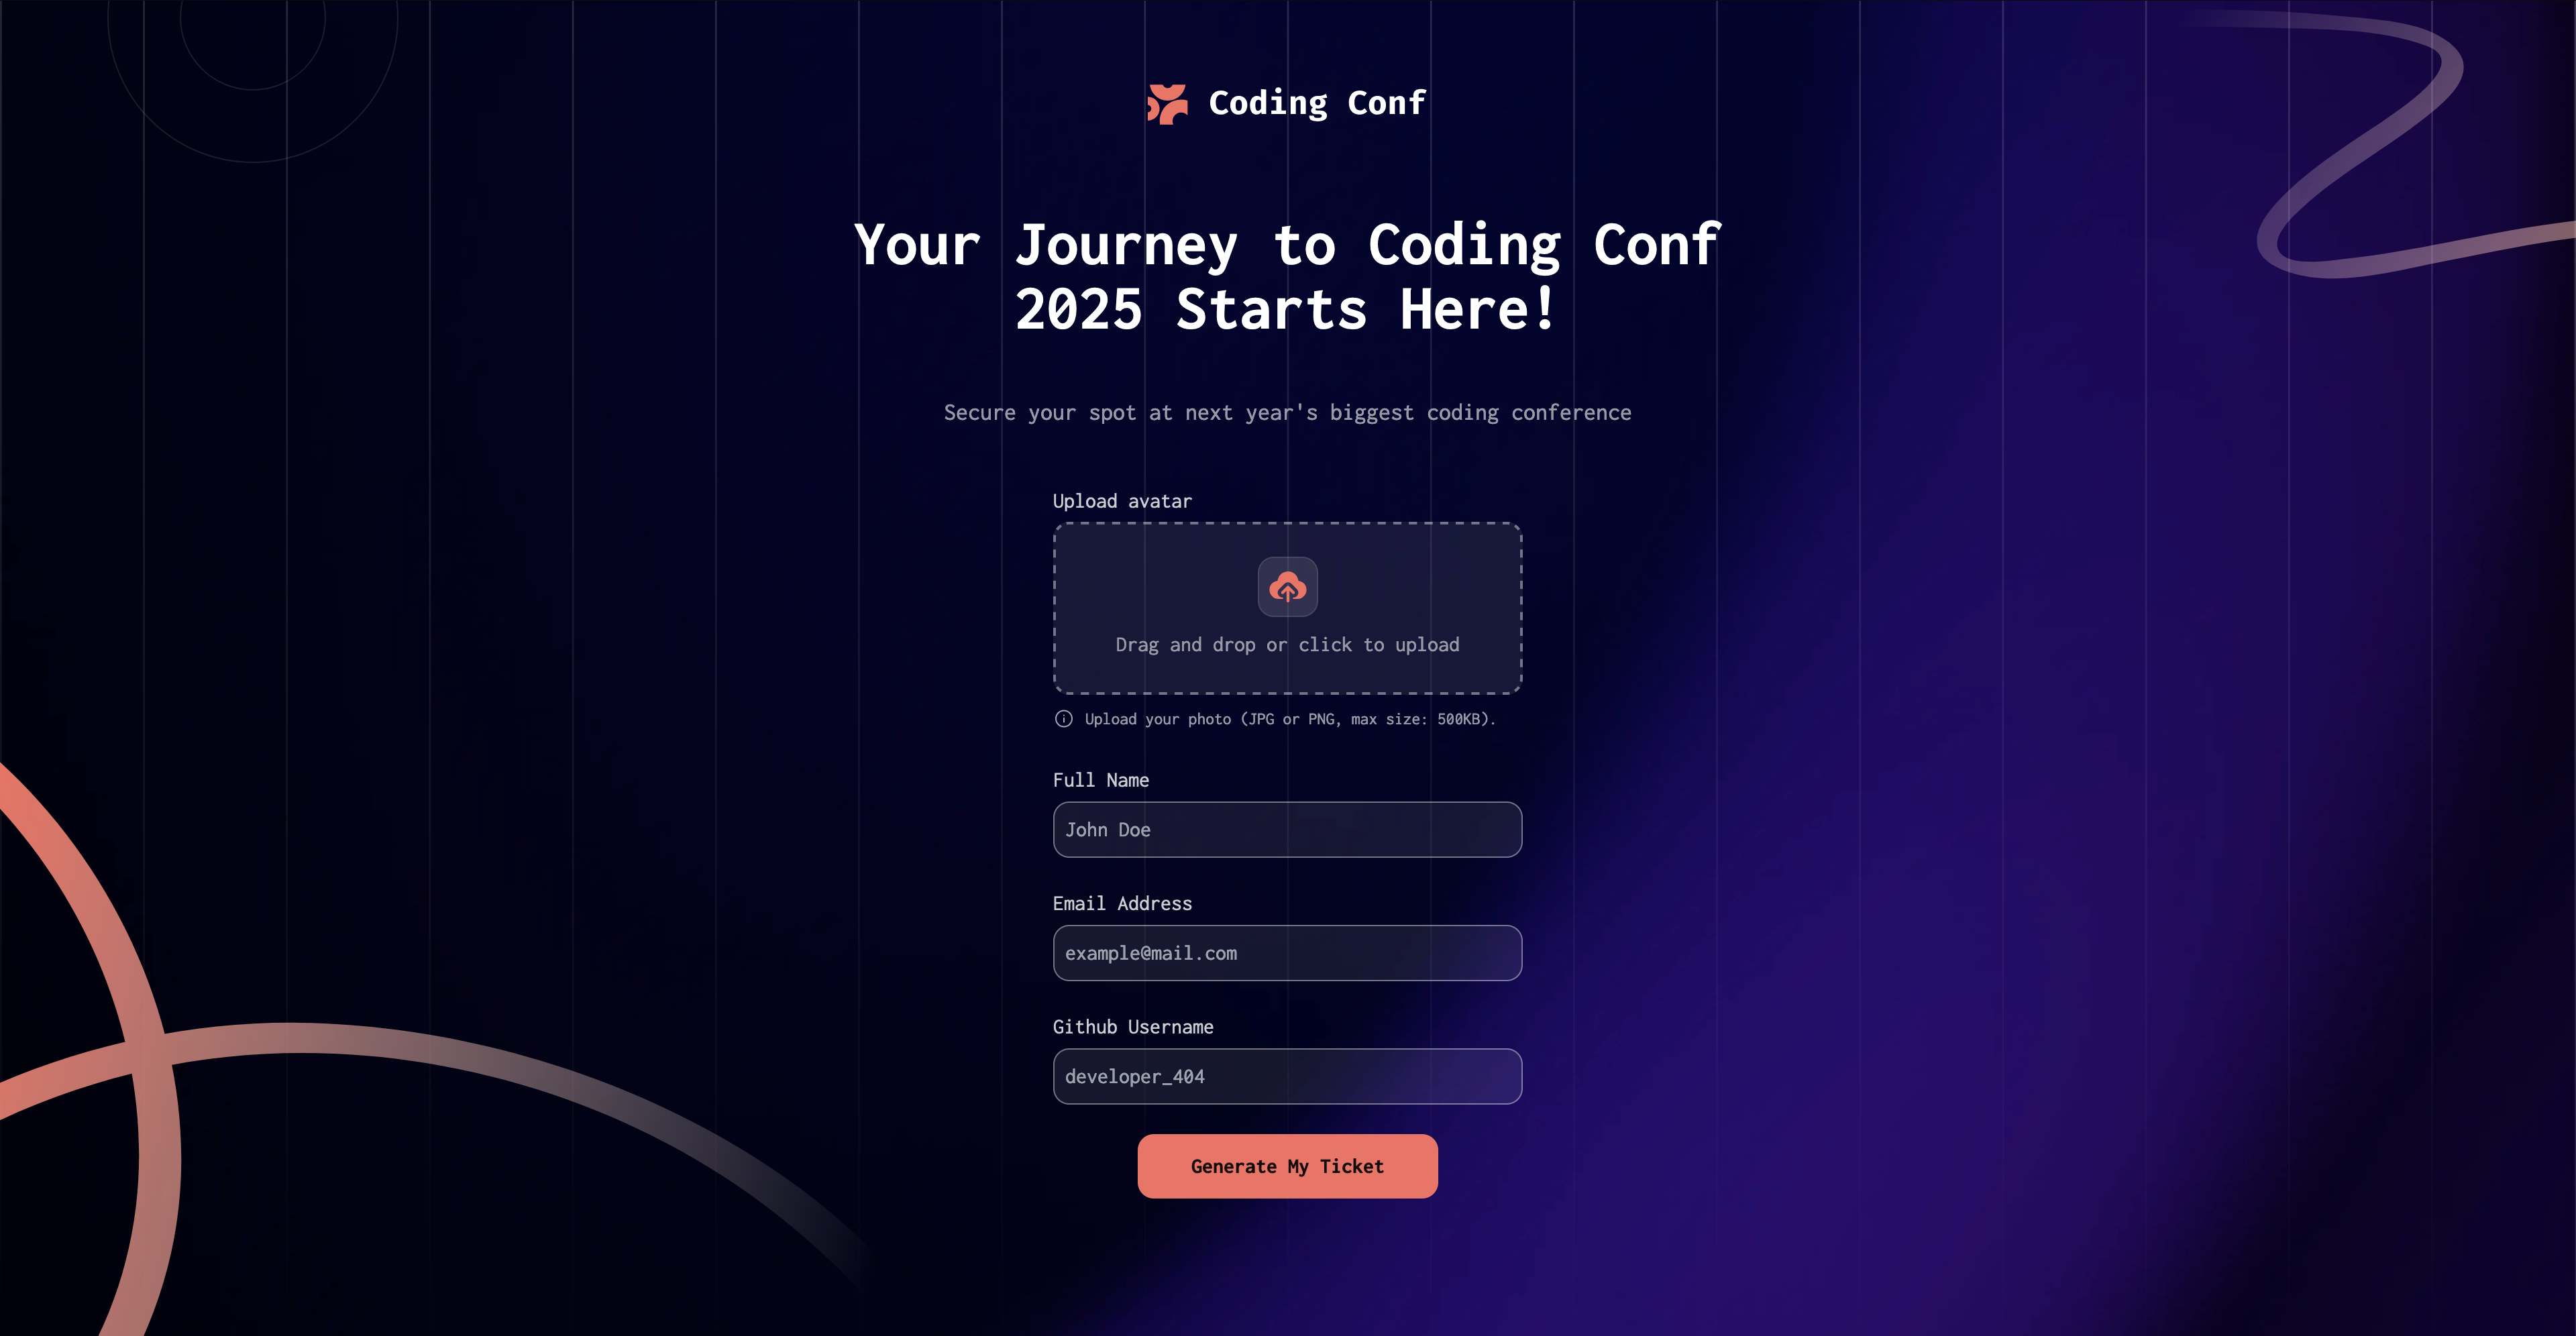 Coding Conf
Your Journey to Coding Conf
2025 Starts Here!
Secure your spot at next year's biggest coding conference
Upload avatar
Drag and drop or click to upload
Upload your photo (JPG or PNG, max size: 500KB).
Full Name
John Doe
Email Address
example@mail.com
Github Username
developer_404
Generate My Ticket